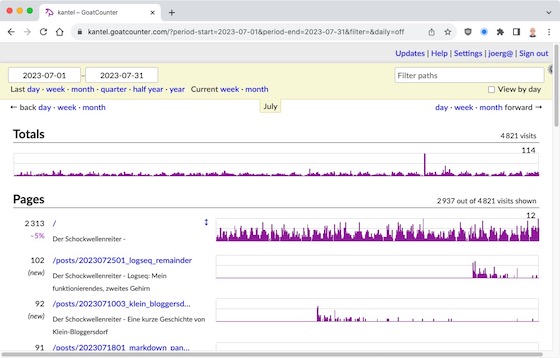 kantel – GoatCounter
kantel.goatcounter.com/?period-start=2023-07-01&period-end=2023-07-31&filter=&daily=off
Updates | Help | Settings | joerg@ | Sign out
2023-07-01 – 2023-07-31
Filter paths
Last day · week · month · quarter · half year · year Current week · month
View by day
← back day · week · month
July
day · week · month forward →
Totals
4 821 visits
114
Pages
2 937 out of 4 821 visits shown
2 313 /
12
-5%
Der Schockwellenreiter -
102 /posts/2023072501_logseq_remainder
(new)
Der Schockwellenreiter - Logseq: Mein
funktionierendes, zweites Gehirn
92 /posts/2023071003_klein_bloggersd...
(new)
Der Schockwellenreiter - Eine kurze Geschichte von
Klein-Bloggersdorf
91 /posts/2023071801_markdown_pan...